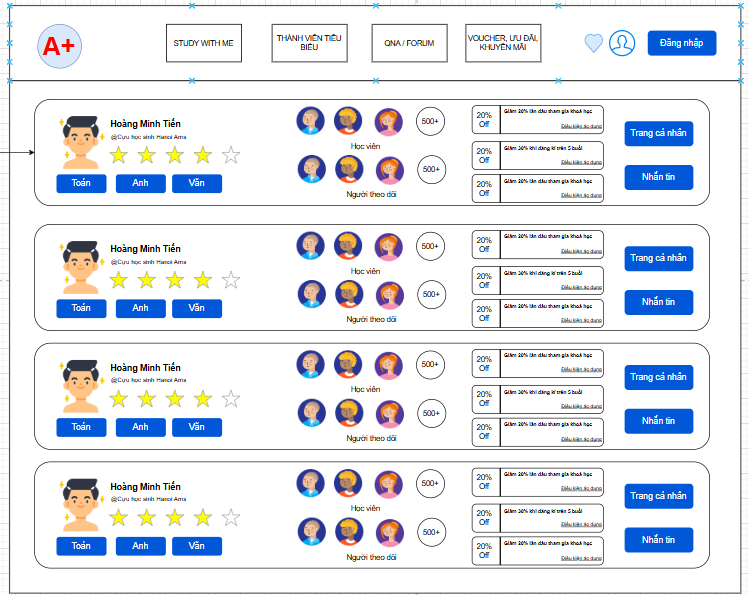 A+
STUDY WITH ME
THÀNH VIÊN TIÊU
BIỂU
QNA / FORUM
VOUCHER, ƯU ĐÃI,
KHUYẾN MÃI
Đăng nhập
Hoàng Minh Tiến
@Cựu học sinh Hanoi Ams
Toán
Anh
Văn
500+
Học viên
500+
Người theo dõi
20%
Off
Giảm 20% lần đầu tham gia khoá học
Điều kiện áp dụng
20%
Off
Giảm 30% khi đăng kí trên 5 buổi
Điều kiện áp dụng
20%
Off
Giảm 20% lần đầu tham gia khoá học
Điều kiện áp dụng
Trang cá nhân
Nhắn tin
Hoàng Minh Tiến
@Cựu học sinh Hanoi Ams
Toán
Anh
Văn
500+
Học viên
500+
Người theo dõi
20%
Off
Giảm 20% lần đầu tham gia khoá học
Điều kiện áp dụng
20%
Off
Giảm 30% khi đăng kí trên 5 buổi
Điều kiện áp dụng
20%
Off
Giảm 20% lần đầu tham gia khoá học
Điều kiện áp dụng
Trang cá nhân
Nhắn tin
Hoàng Minh Tiến
@Cựu học sinh Hanoi Ams
Toán
Anh
Văn
500+
Học viên
500+
Người theo dõi
20%
Off
Giảm 20% lần đầu tham gia khoá học
Điều kiện áp dụng
20%
Off
Giảm 30% khi đăng kí trên 5 buổi
Điều kiện áp dụng
20%
Off
Giảm 20% lần đầu tham gia khoá học
Điều kiện áp dụng
Trang cá nhân
Nhắn tin
Hoàng Minh Tiến
@Cựu học sinh Hanoi Ams
Toán
Anh
Văn
500+
Học viên
500+
Người theo dõi
20%
Off
Giảm 20% lần đầu tham gia khoá học
Điều kiện áp dụng
20%
Off
Giảm 30% khi đăng kí trên 5 buổi
Điều kiện áp dụng
20%
Off
Giảm 20% lần đầu tham gia khoá học
Điều kiện áp dụng
Trang cá nhân
Nhắn tin